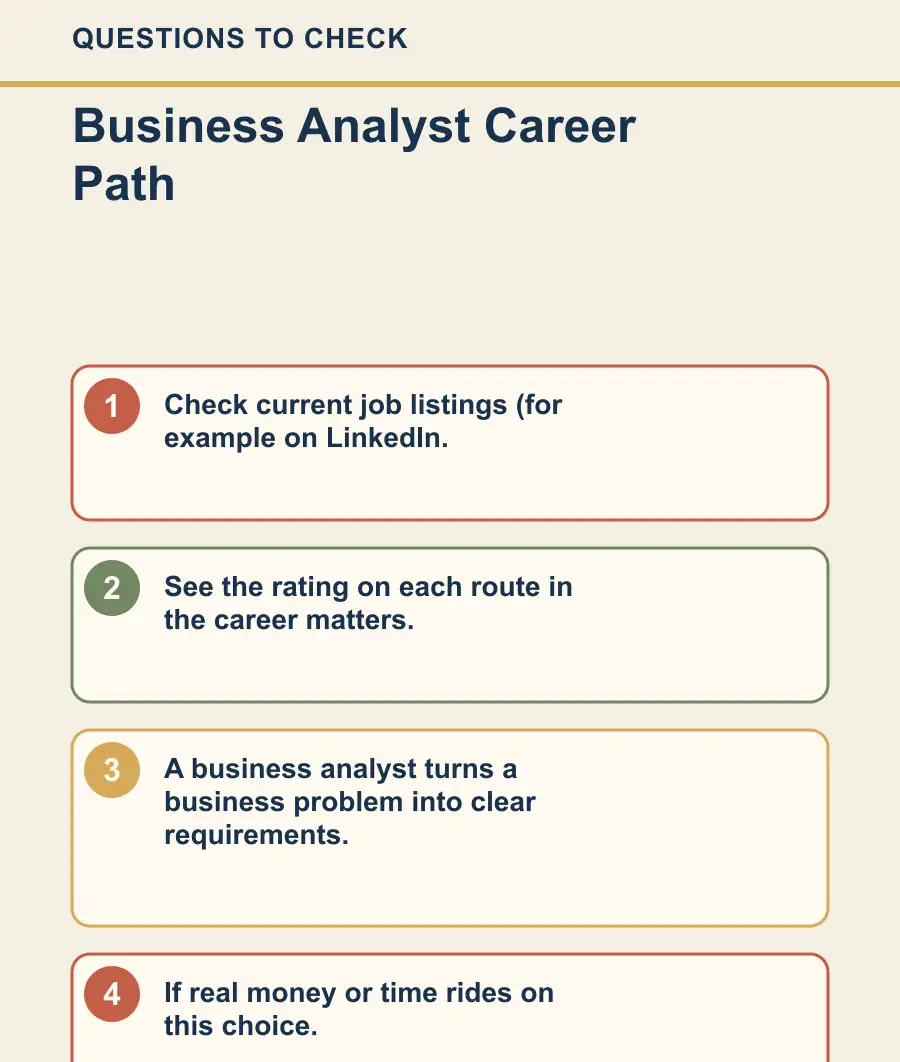 QUESTIONS TO CHECK
Business Analyst Career
Path
1
Check current job listings (for
example on LinkedIn.
2
See the rating on each route in
the career matters.
3
A business analyst turns a
business problem into clear
requirements.
4
If real money or time rides on
this choice.